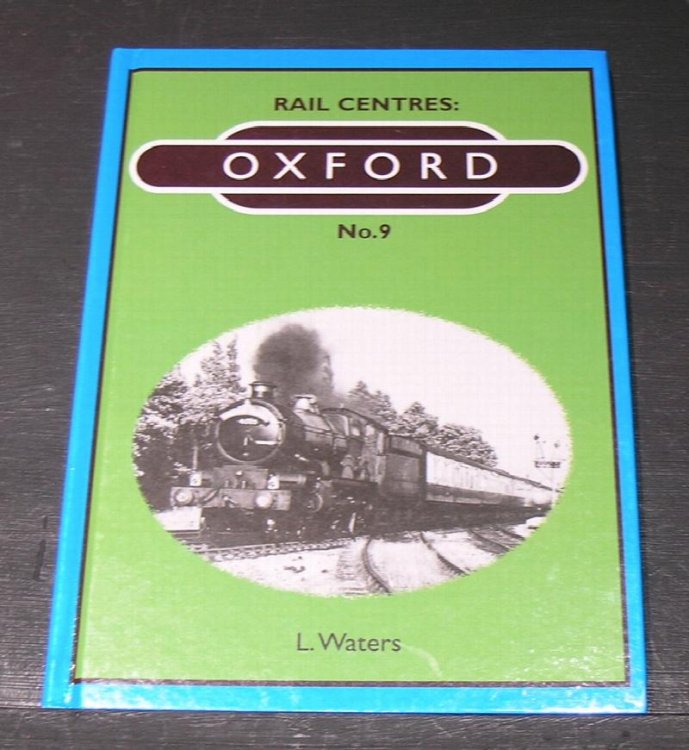 RAIL CENTRES:
OXFORD
No.9
L. Waters